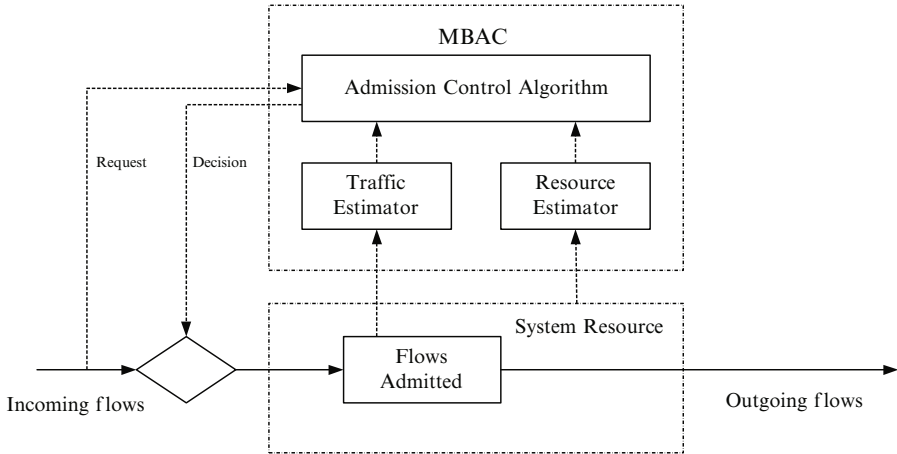 MBAC
Admission Control Algorithm
Request
Decision
Traffic
Estimator
Resource
Estimator
System Resource
Flows
Admitted
Incoming flows
Outgoing flows